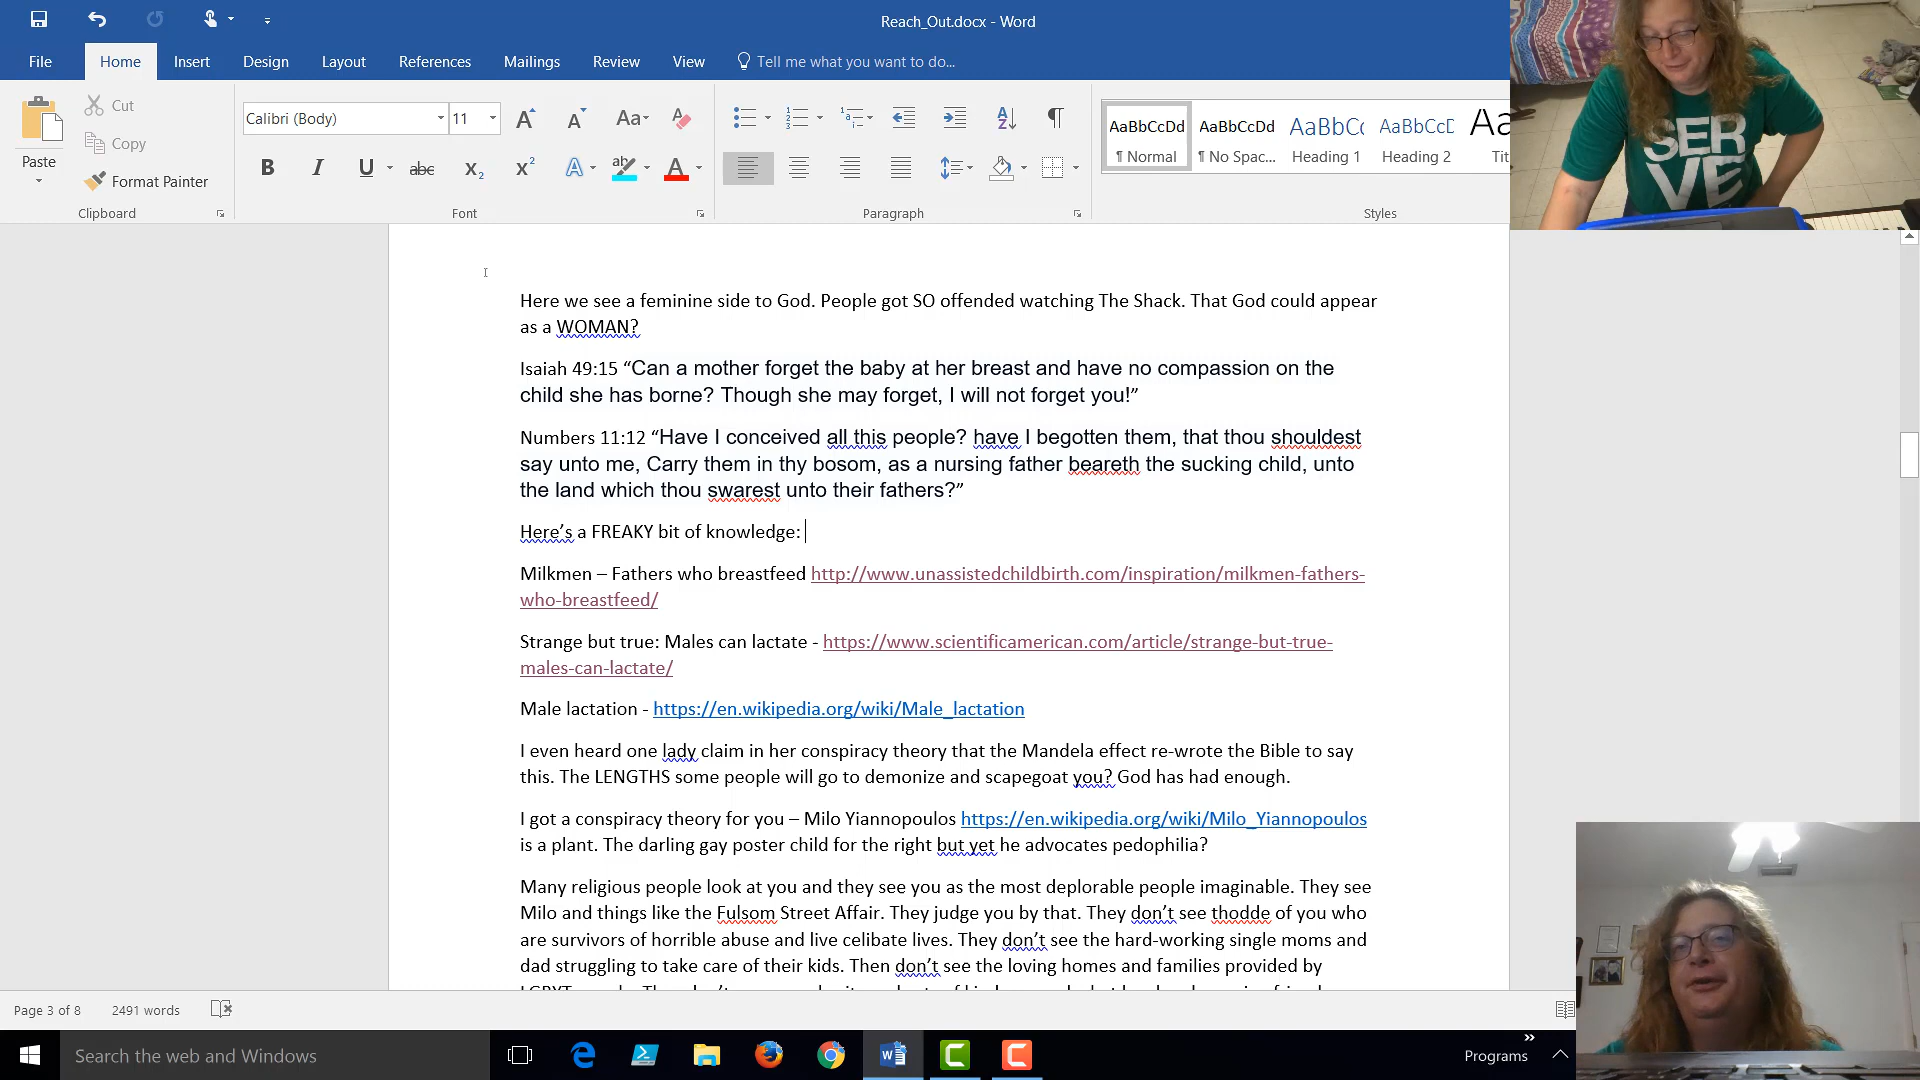 Reach_Out.docx - Word
File Home Insert Design Layout References Mailings Review View Tell me what you want to do...
Cut
Copy
Paste
Format Painter
Clipboard
Calibri (Body) 11
Font
Paragraph
AaBbCcDd AaBbCcDd AaBbCc AaBbCcD Aa
¶ Normal ¶ No Spac... Heading 1 Heading 2 Tit
Styles
SER
VE
Here we see a feminine side to God. People got SO offended watching The Shack. That God could appear
as a WOMAN?
Isaiah 49:15 “Can a mother forget the baby at her breast and have no compassion on the
child she has borne? Though she may forget, I will not forget you!”
Numbers 11:12 “Have I conceived all this people? have I begotten them, that thou shouldest
say unto me, Carry them in thy bosom, as a nursing father beareth the sucking child, unto
the land which thou swarest unto their fathers?”
Here’s a FREAKY bit of knowledge:
Milkmen – Fathers who breastfeed http://www.unassistedchildbirth.com/inspiration/milkmen-fathers-
who-breastfeed/
Strange but true: Males can lactate - https://www.scientificamerican.com/article/strange-but-true-
males-can-lactate/
Male lactation - https://en.wikipedia.org/wiki/Male_lactation
I even heard one lady claim in her conspiracy theory that the Mandela effect re-wrote the Bible to say
this. The LENGTHS some people will go to demonize and scapegoat you? God has had enough.
I got a conspiracy theory for you – Milo Yiannopoulos https://en.wikipedia.org/wiki/Milo_Yiannopoulos
is a plant. The darling gay poster child for the right but yet he advocates pedophilia?
Many religious people look at you and they see you as the most deplorable people imaginable. They see
Milo and things like the Fulsom Street Affair. They judge you by that. They don’t see thodde of you who
are survivors of horrible abuse and live celibate lives. They don’t see the hard-working single moms and
dad struggling to take care of their kids. Then don’t see the loving homes and families provided by
Page 3 of 8 2491 words
Search the web and Windows
Programs